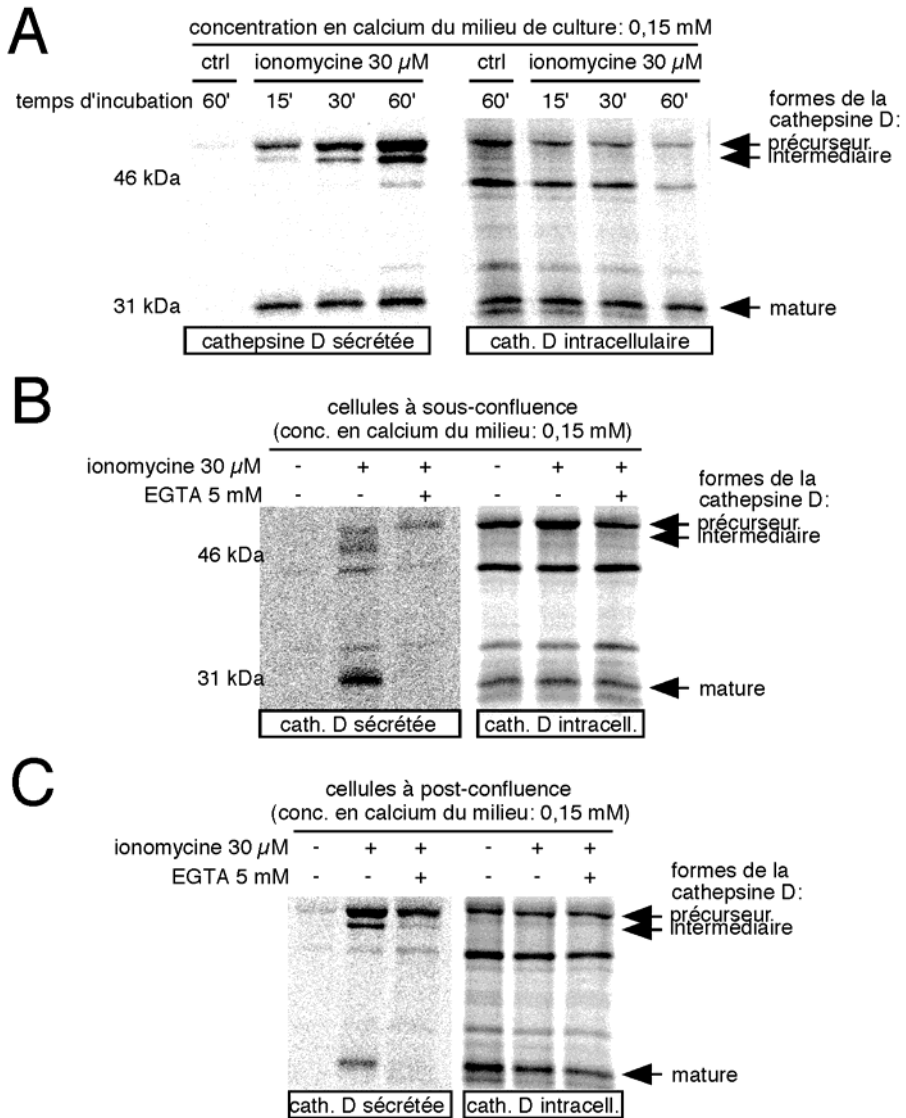 A
concentration en calcium du milieu de culture: 0,15 mM
ctrl ionomycine 30 µM ctrl ionomycine 30 µM
temps d'incubation 60' 15' 30' 60' 60' 15' 30' 60' formes de la
cathepsine D:
précurseur
Intermédiaire
46 kDa
31 kDa mature
cathepsine D sécrétée cath. D intracellulaire
B
cellules à sous-confluence
(conc. en calcium du milieu: 0,15 mM)
ionomycine 30 µM - + + - + +
EGTA 5 mM - - + - - +
formes de la
cathepsine D:
précurseur
Intermédiaire
46 kDa
31 kDa mature
cath. D sécrétée cath. D intracell.
C
cellules à post-confluence
(conc. en calcium du milieu: 0,15 mM)
ionomycine 30 µM - + + - + +
EGTA 5 mM - - + - - +
formes de la
cathepsine D:
précurseur
Intermédiaire
mature
cath. D sécrétée cath. D intracell.